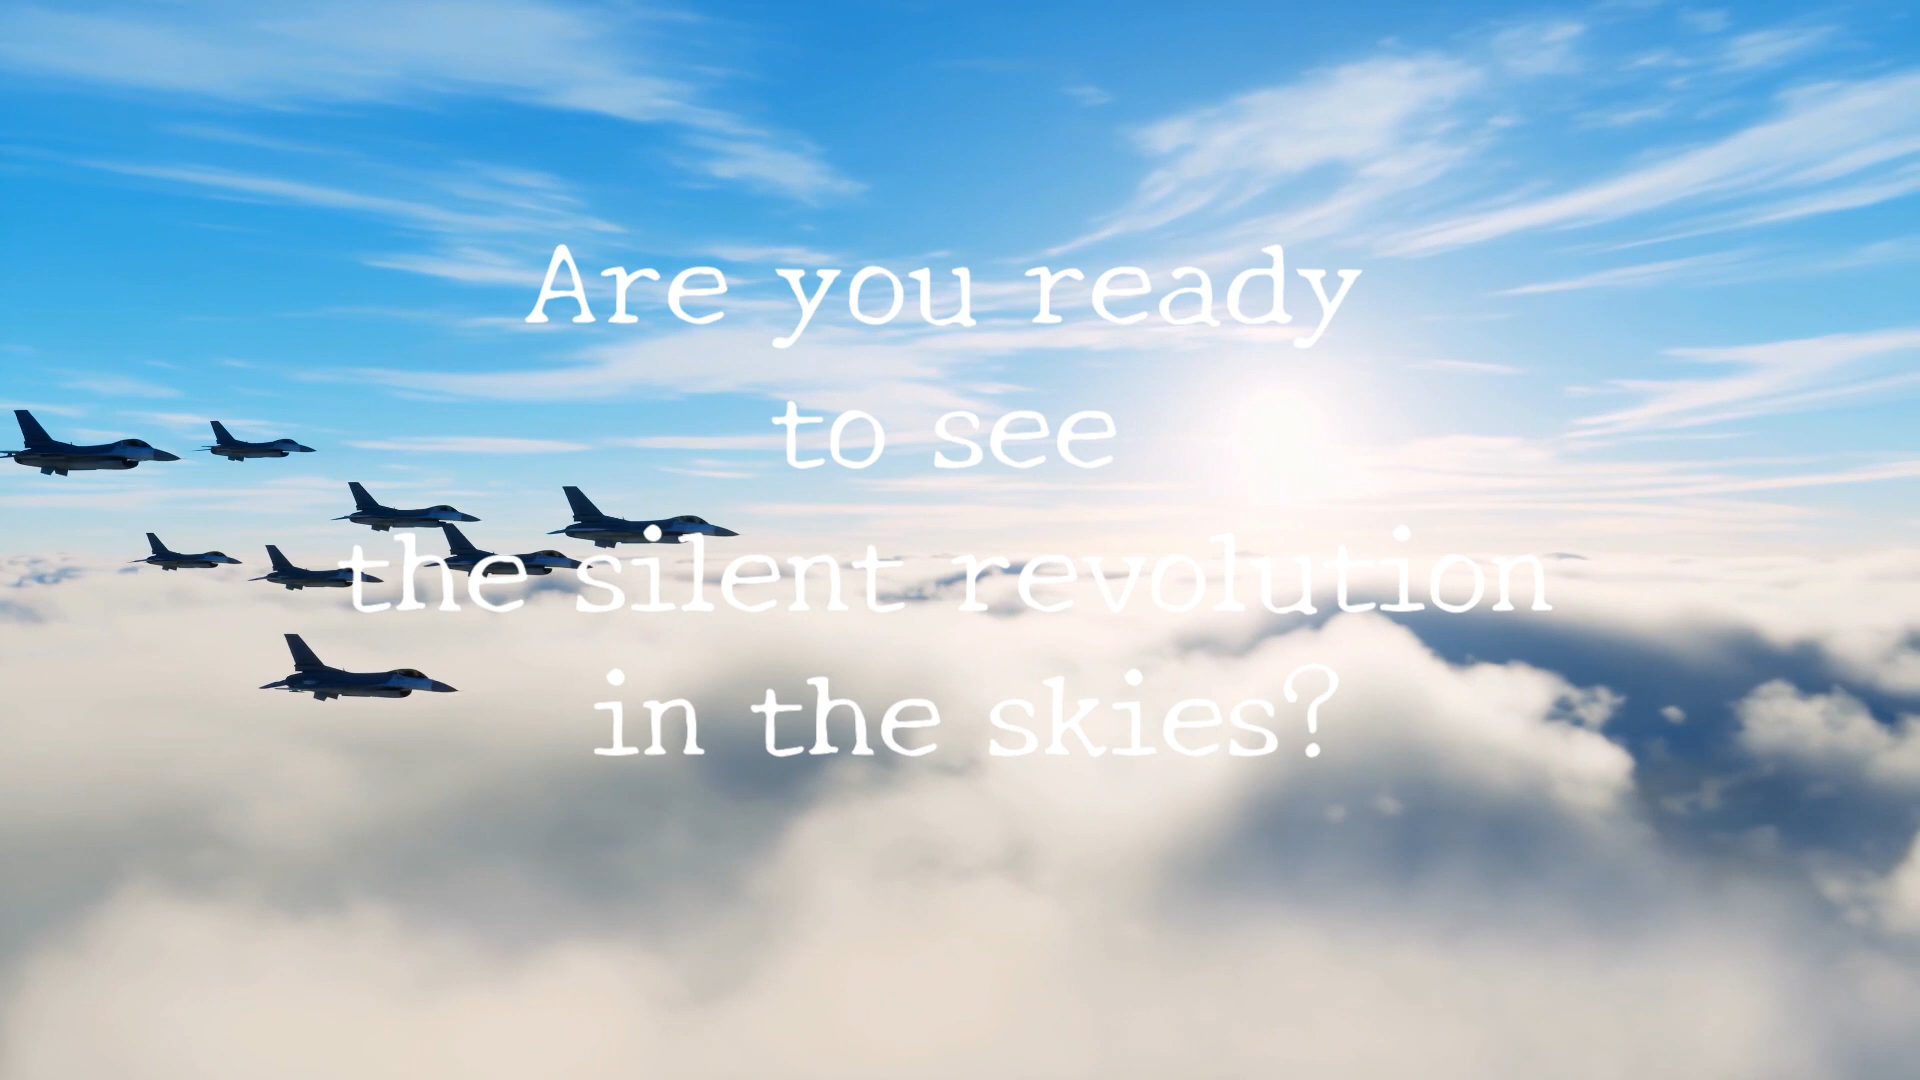 Are you ready
to see
the silent revolution
in the skies?